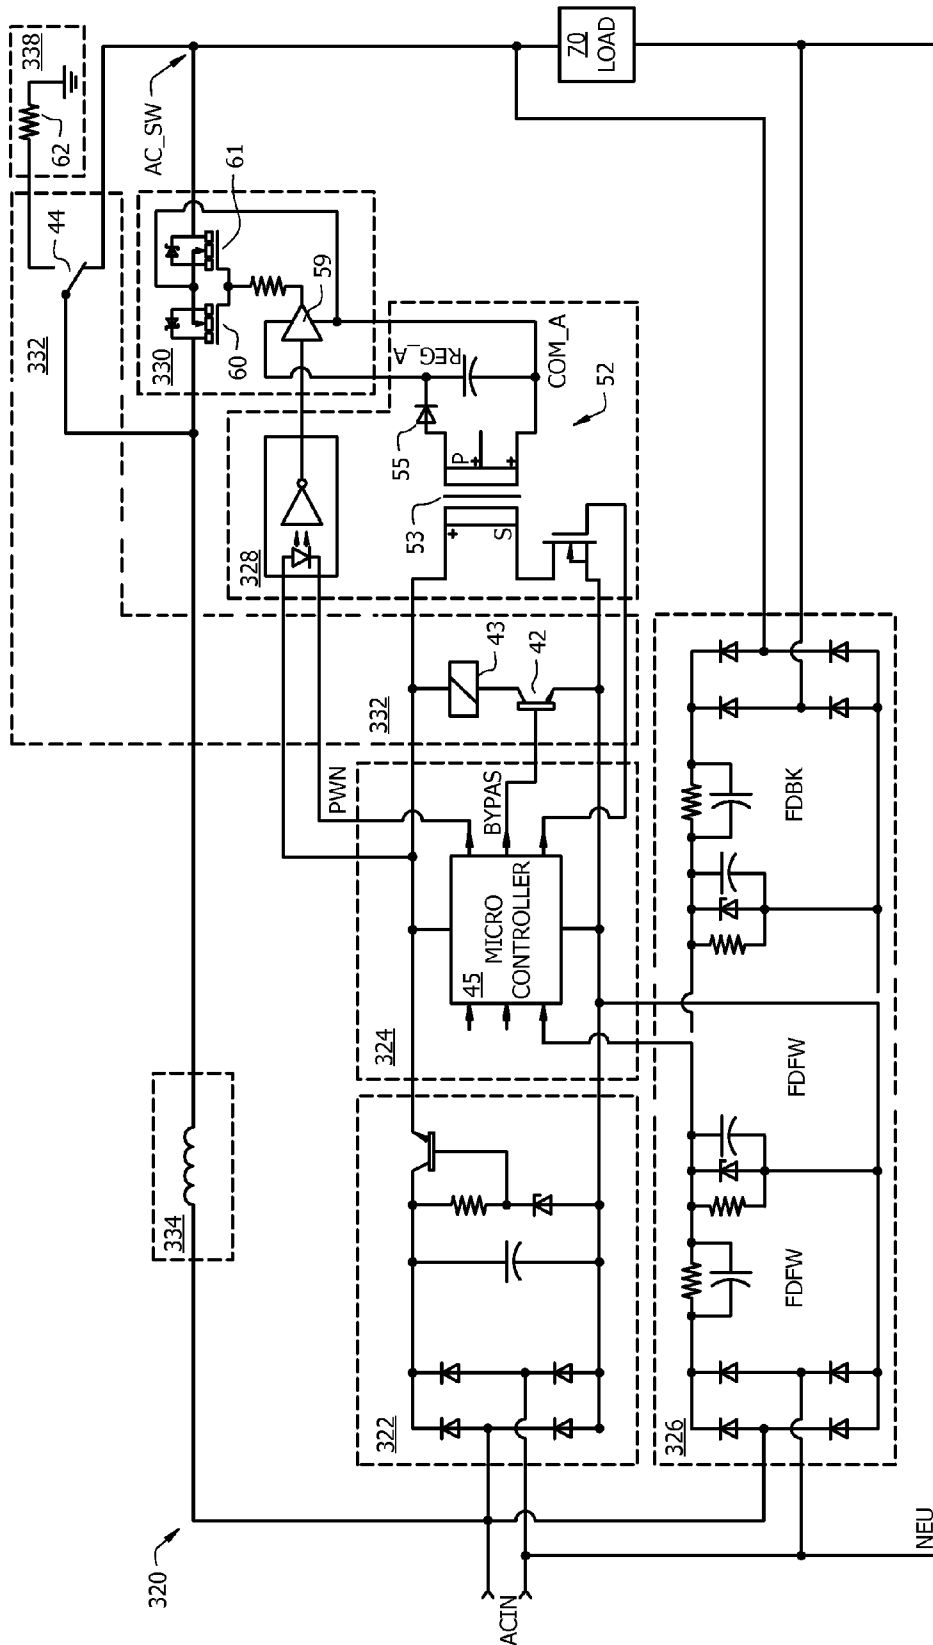 320
ACIN
NEU
334
322
326
FDFW
FDFW
FDBK
324
45
MICRO
CONTROLLER
PWN
BYPAS
332
43
42
328
53
S
P
+
+
+
55
REG_A
COM_A
52
330
60
59
61
332
44
AC_SW
62
338
70
LOAD